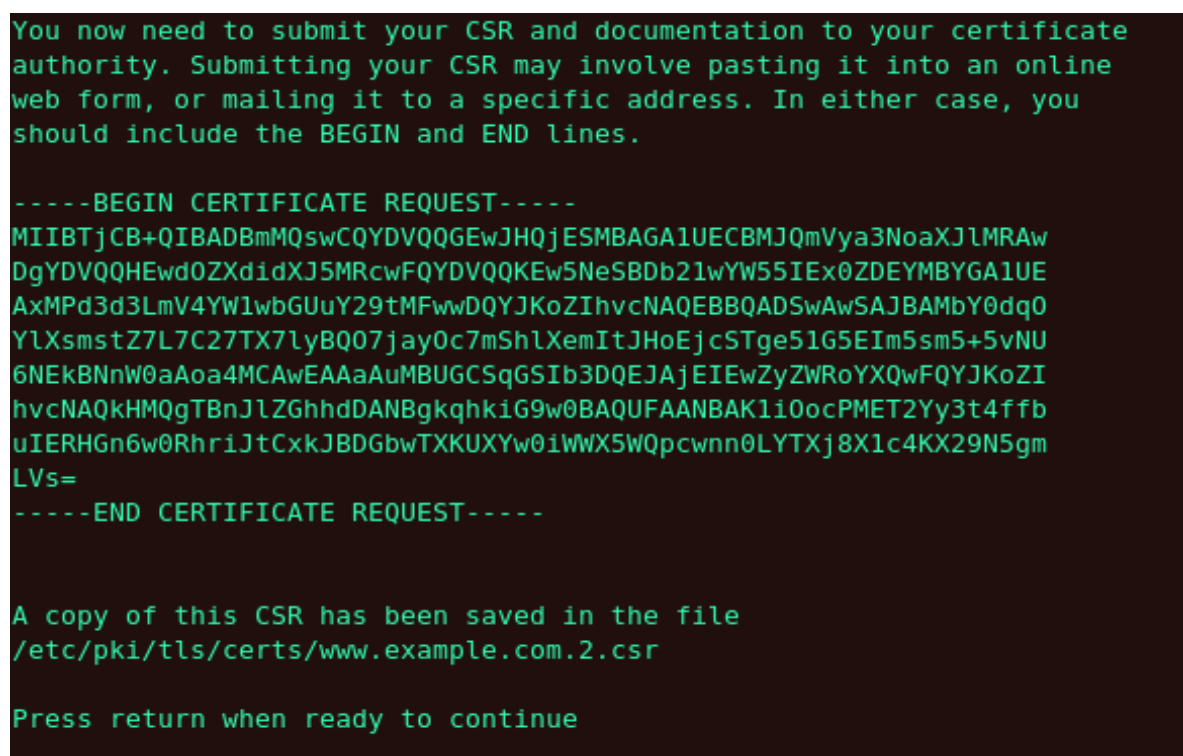 You now need to submit your CSR and documentation to your certificate
authority. Submitting your CSR may involve pasting it into an online
web form, or mailing it to a specific address. In either case, you
should include the BEGIN and END lines.
-----BEGIN CERTIFICATE REQUEST-----
MIIBTjCB+QIBADBmMQswCQYDVQQGEwJHQjESMBAGA1UECBMJQmVya3NoaXJlMRAw
DgYDVQQHEwdOZXdidXJ5MRcwFQYDVQQKEw5NeSBDb21wYW55IEx0ZDEYMBYGA1UE
AxMPd3d3LmV4YW1wbGUuY29tMFwwDQYJKoZIhvcNAQEBBQADSwAwSAJBAMbY0dqO
YlXsmstZ7L7C27TX7lyBQO7jayOc7mShlXemItJHoEjcSTge51G5EIm5sm5+5vNU
6NEkBNnW0aAoa4MCAwEAAaAuMBUGCSqGSIb3DQEJAjEIEwZyZWRoYXQwFQYJKoZI
hvcNAQkHMQgTBnJlZGhhdDANBgkqhkiG9w0BAQUFAANBAK1iOocPMET2Yy3t4ffb
uIERHGn6w0RhriJtCxkJBDGbwTXKUXYw0iWWX5WQpcwnn0LYTXj8X1c4KX29N5gm
LVs=
-----END CERTIFICATE REQUEST-----
A copy of this CSR has been saved in the file
/etc/pki/tls/certs/www.example.com.2.csr
Press return when ready to continue